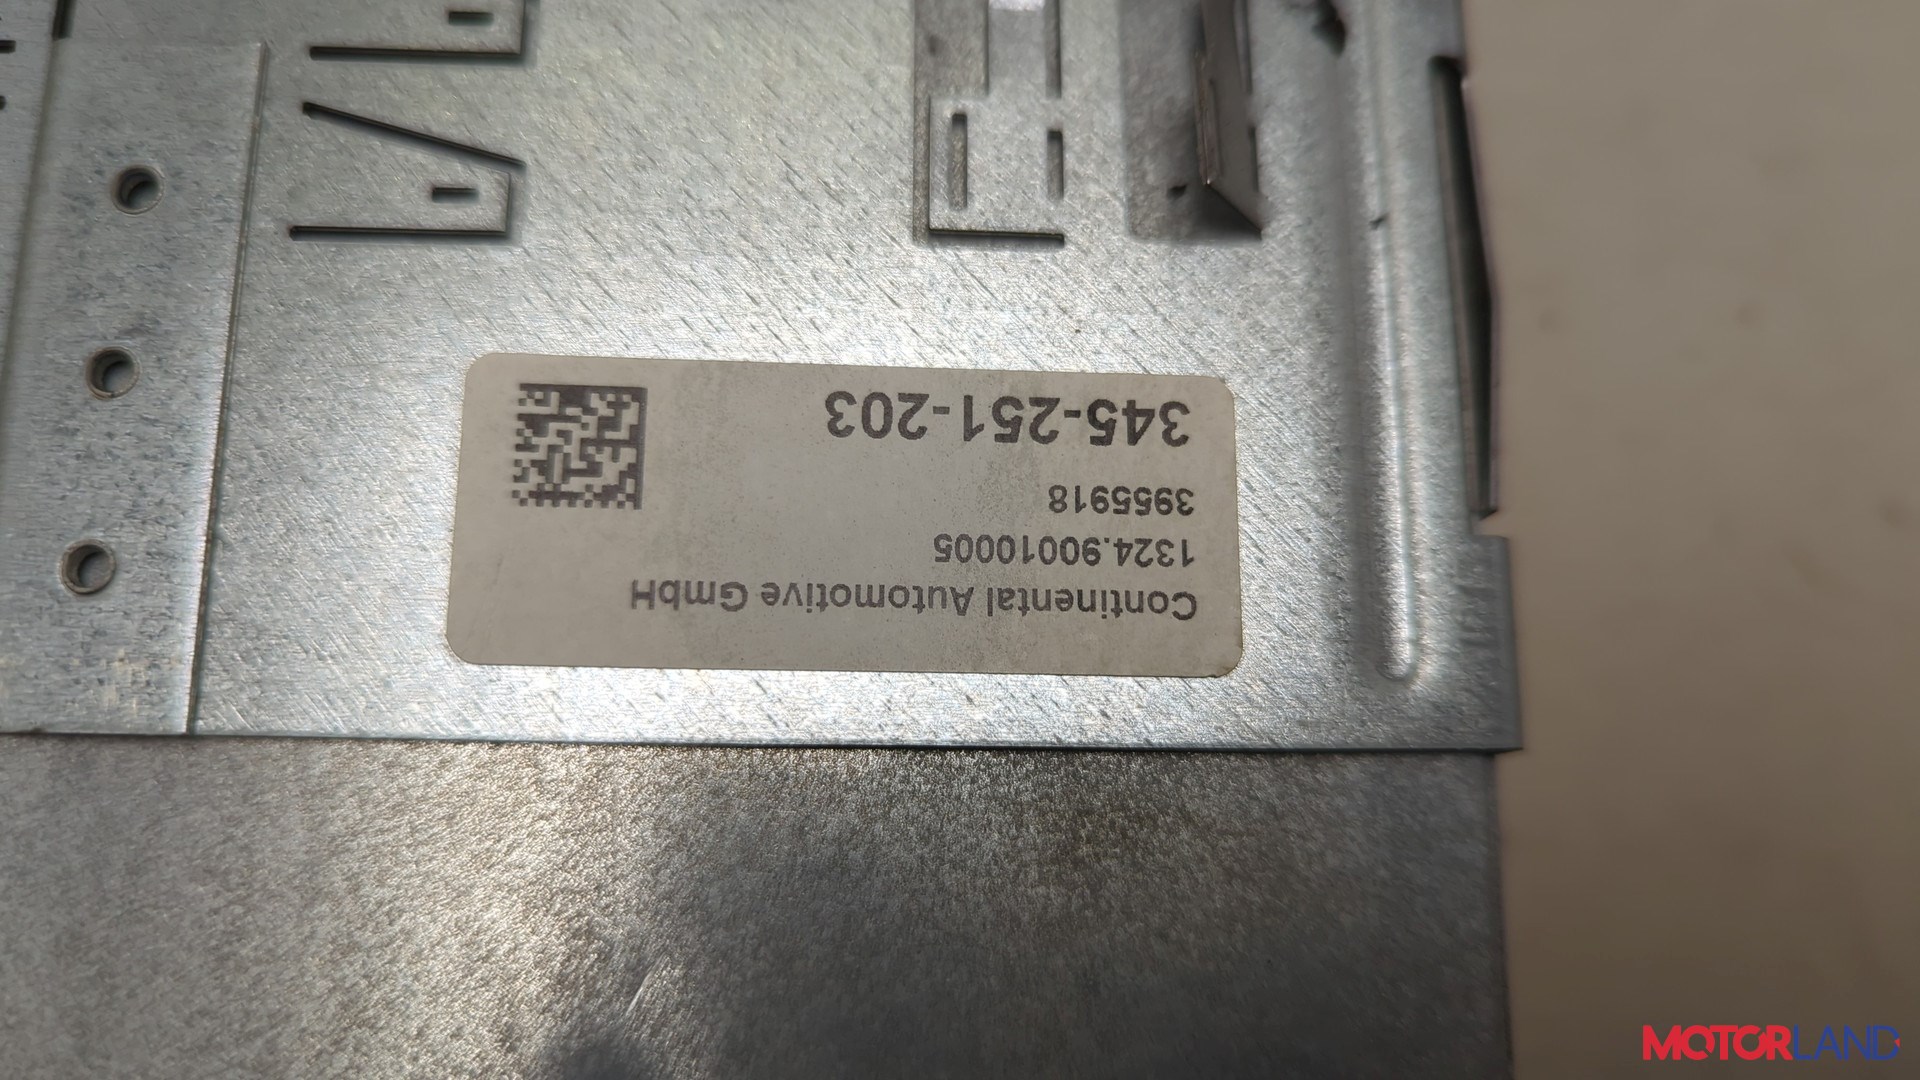 Continental Automotive GmbH
1324.90010005
3955918
345-251-203
MOTORLAND